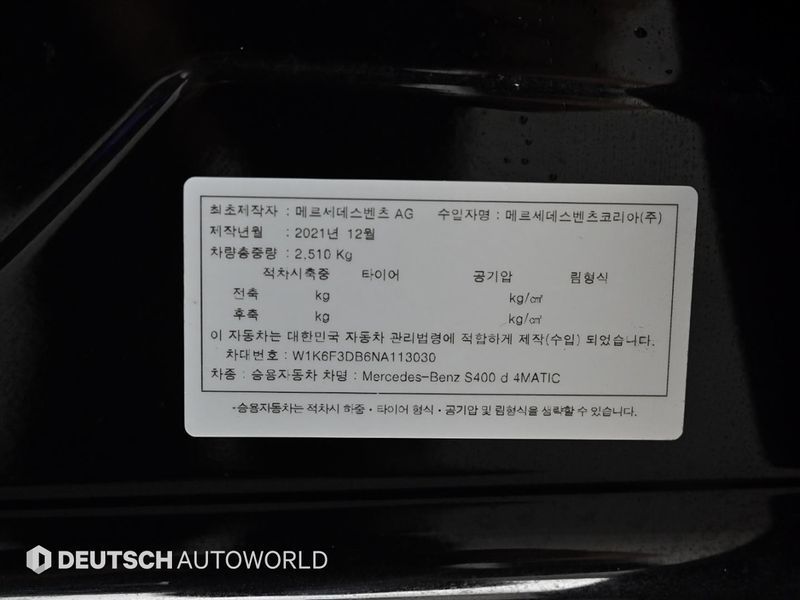 최초제작자 : 메르세데스벤츠 AG 수입자명 : 메르세데스벤츠코리아(주)
제작년월 : 2021년 12월
차량총중량 : 2,510 Kg
적차시축중 타이어 공기압 림형식
전축 kg kg/㎠
후축 kg kg/㎠
이 자동차는 대한민국 자동차 관리법령에 적합하게 제작(수입) 되었습니다.
차대번호 : W1K6F3DB6NA113030
차종 : 승용자동차 차명 : Mercedes-Benz S400 d 4MATIC
-승용자동차는 적차시 하중·타이어 형식·공기압 및 림형식을 생략할 수 있습니다.
DEUTSCH AUTOWORLD